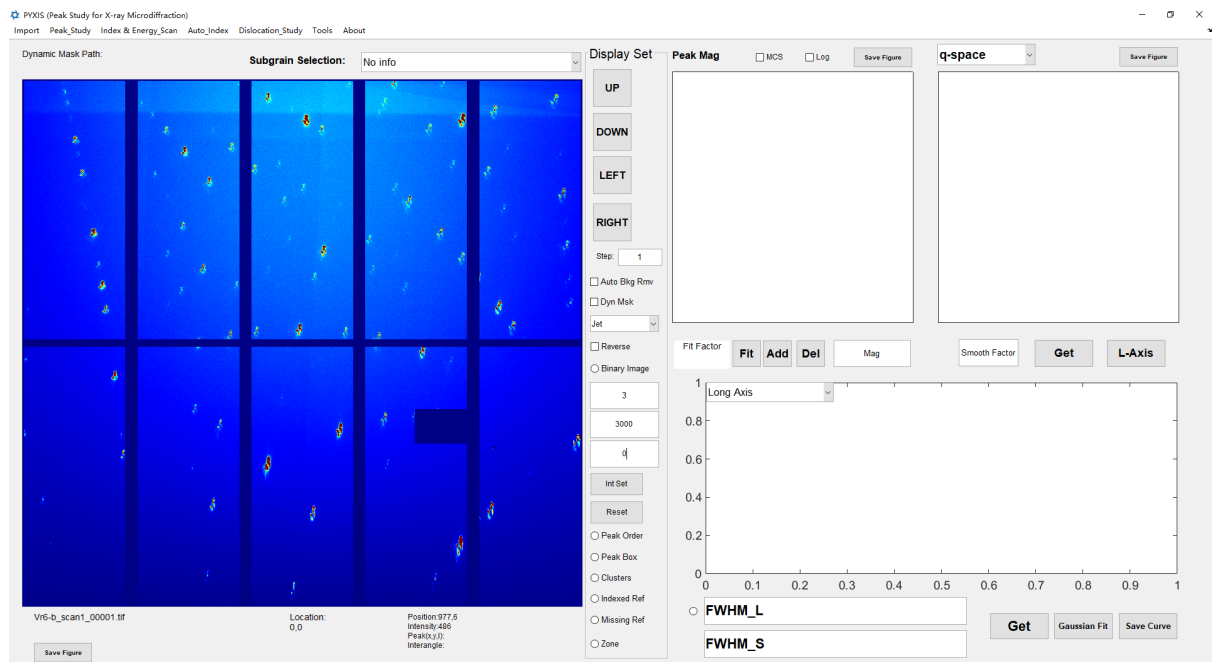 PYXIS (Peak Study for X-ray Microdiffraction)
Import Peak_Study Index & Energy_Scan Auto_Index Dislocation_Study Tools About
Dynamic Mask Path:
Subgrain Selection: No info
Display Set
UP
DOWN
LEFT
RIGHT
Step: 1
Auto Bkg Rmv
Dyn Msk
Jet
Reverse
Binary Image
3
3000
0
Int Set
Reset
Peak Order
Peak Box
Clusters
Indexed Ref
Missing Ref
Zone
Peak Mag MCS Log Save Figure
q-space Save Figure
Fit Factor Fit Add Del Mag
Smooth Factor Get L-Axis
Long Axis
1
0.8
0.6
0.4
0.2
0
0 0.1 0.2 0.3 0.4 0.5 0.6 0.7 0.8 0.9 1
FWHM_L
FWHM_S
Get Gaussian Fit Save Curve
Vr6-b_scan1_00001.tif
Location:
0,0
Position:977,6
Intensity:486
Peak(x,y,I):
Interangle:
Save Figure